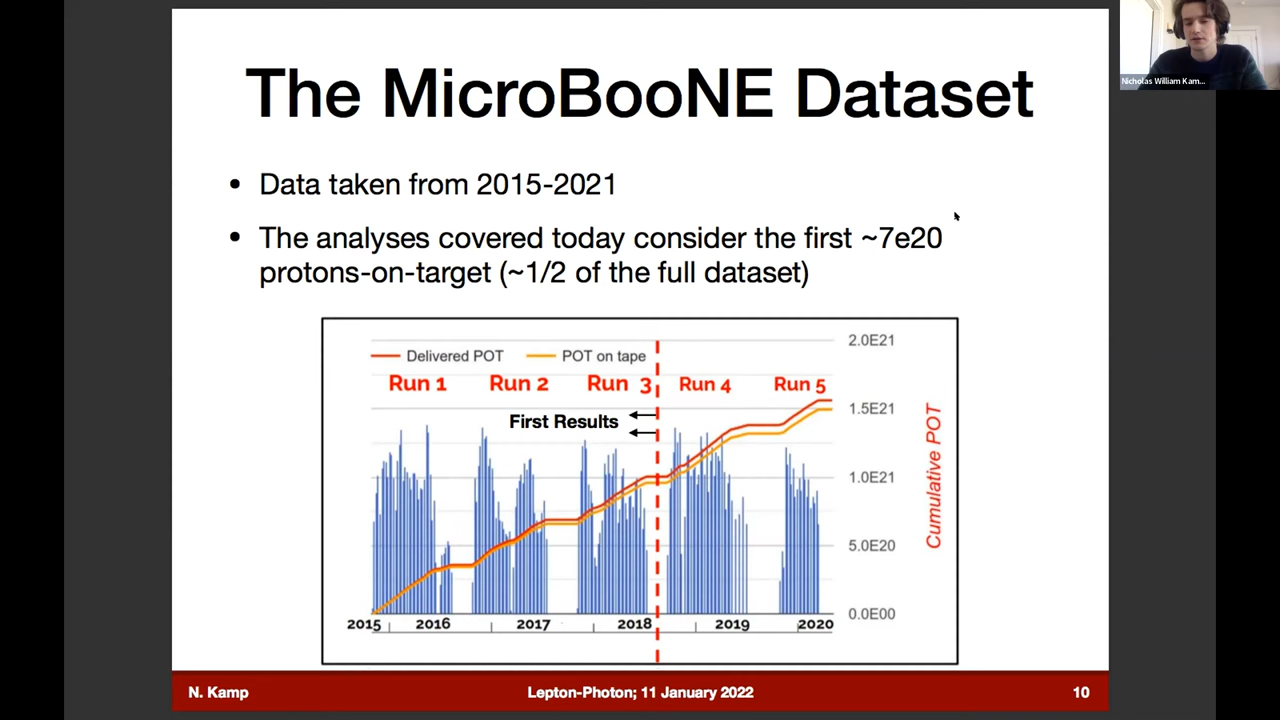 Nicholas William Kam...
The MicroBooNE Dataset
• Data taken from 2015-2021
• The analyses covered today consider the first ~7e20
protons-on-target (~1/2 of the full dataset)
Delivered POT POT on tape
Run 1 Run 2 Run 3 Run 4 Run 5
First Results
2.0E21
1.5E21
1.0E21
5.0E20
0.0E00
Cumulative POT
2015 2016 2017 2018 2019 2020
N. Kamp Lepton-Photon; 11 January 2022 10